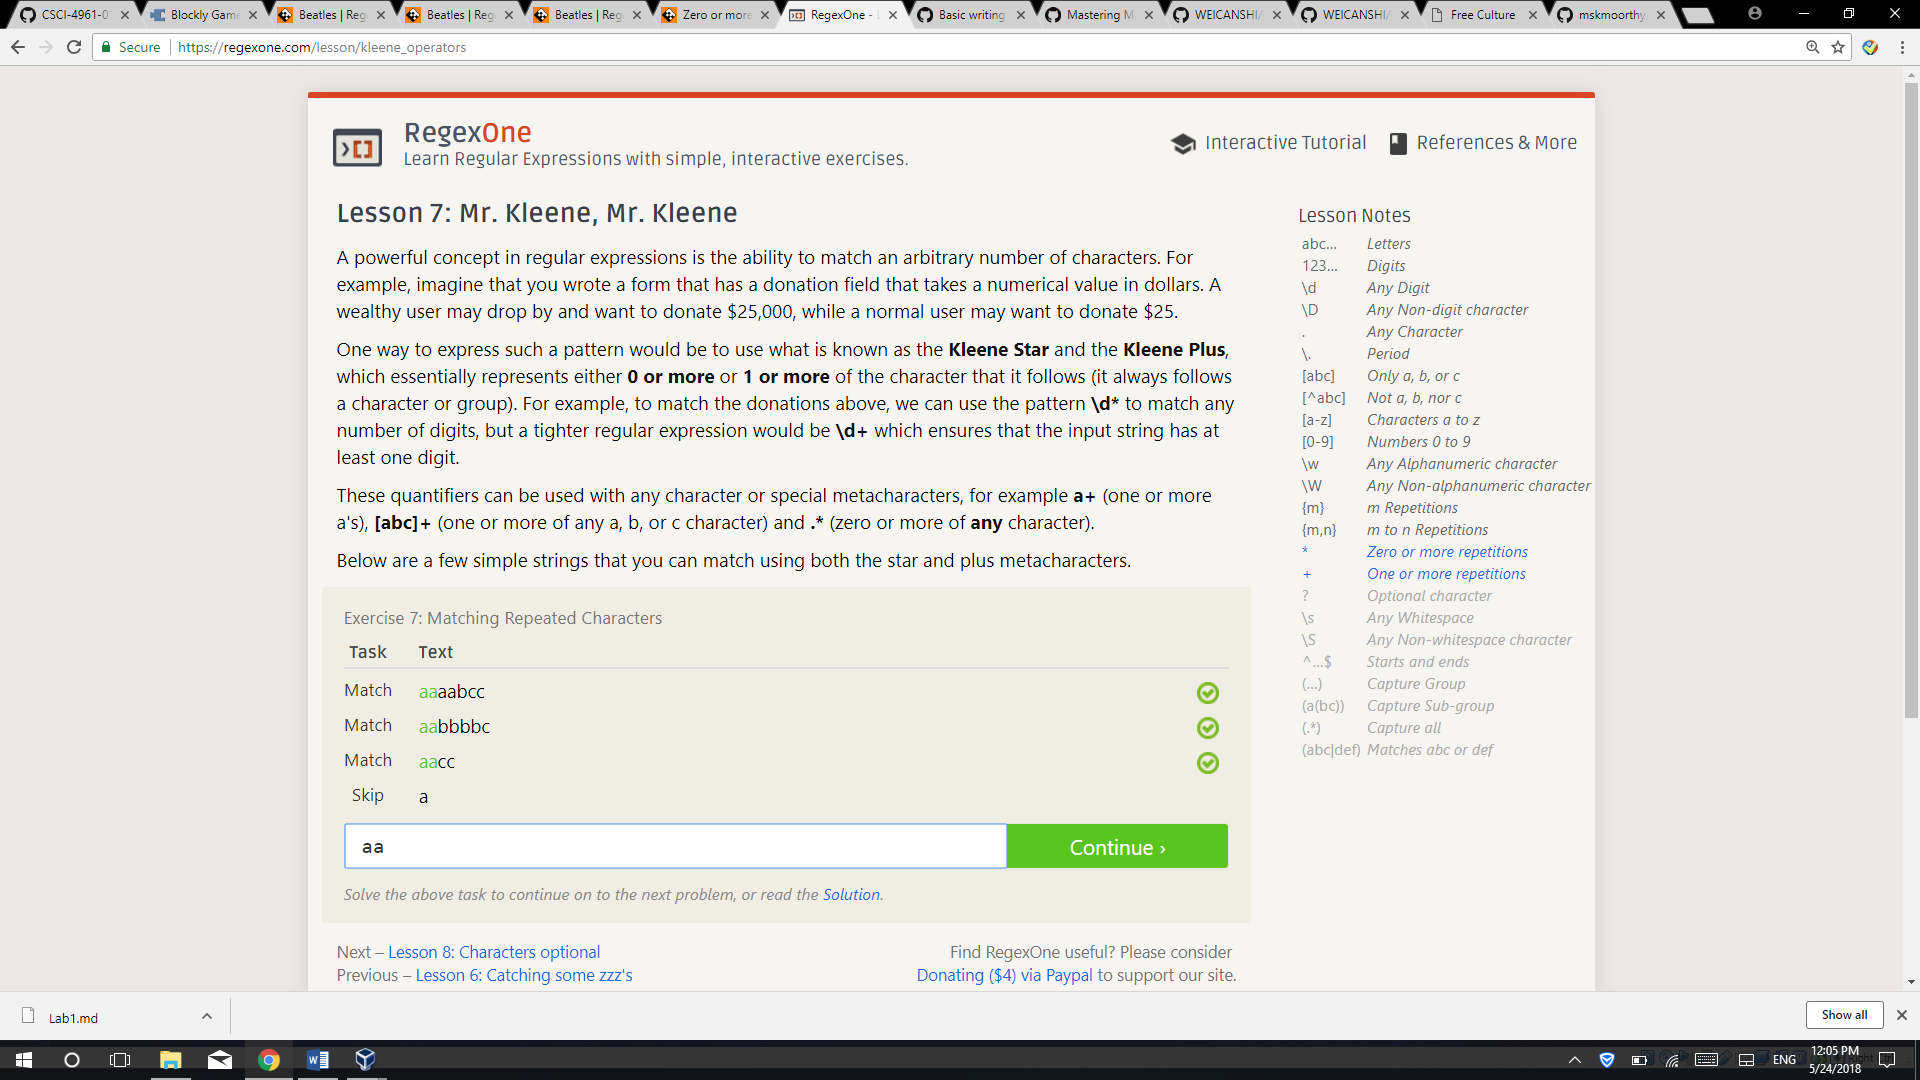 CSCI-4961-0
Blockly Game
Beatles | Reg
Beatles | Reg
Beatles | Reg
Zero or more
RegexOne - L
Basic writing
Mastering M
WEICANSHI/
WEICANSHI/
Free Culture
mskmoorthy
Secure https://regexone.com/lesson/kleene_operators
RegexOne
Learn Regular Expressions with simple, interactive exercises.
Interactive Tutorial
References & More
Lesson 7: Mr. Kleene, Mr. Kleene
A powerful concept in regular expressions is the ability to match an arbitrary number of characters. For
example, imagine that you wrote a form that has a donation field that takes a numerical value in dollars. A
wealthy user may drop by and want to donate $25,000, while a normal user may want to donate $25.
One way to express such a pattern would be to use what is known as the Kleene Star and the Kleene Plus,
which essentially represents either 0 or more or 1 or more of the character that it follows (it always follows
a character or group). For example, to match the donations above, we can use the pattern \d* to match any
number of digits, but a tighter regular expression would be \d+ which ensures that the input string has at
least one digit.
These quantifiers can be used with any character or special metacharacters, for example a+ (one or more
a's), [abc]+ (one or more of any a, b, or c character) and .* (zero or more of any character).
Below are a few simple strings that you can match using both the star and plus metacharacters.
Exercise 7: Matching Repeated Characters
Task Text
Match aaaabcc
Match aabbbbc
Match aacc
Skip a
aa
Continue ›
Solve the above task to continue on to the next problem, or read the Solution.
Next – Lesson 8: Characters optional
Previous – Lesson 6: Catching some zzz's
Find RegexOne useful? Please consider
Donating ($4) via Paypal to support our site.
Lesson Notes
abc… Letters
123… Digits
\d Any Digit
\D Any Non-digit character
. Any Character
\. Period
[abc] Only a, b, or c
[^abc] Not a, b, nor c
[a-z] Characters a to z
[0-9] Numbers 0 to 9
\w Any Alphanumeric character
\W Any Non-alphanumeric character
{m} m Repetitions
{m,n} m to n Repetitions
* Zero or more repetitions
+ One or more repetitions
? Optional character
\s Any Whitespace
\S Any Non-whitespace character
^…$ Starts and ends
(…) Capture Group
(a(bc)) Capture Sub-group
(.*) Capture all
(abc|def) Matches abc or def
Lab1.md
Show all
ENG
12:05 PM
5/24/2018